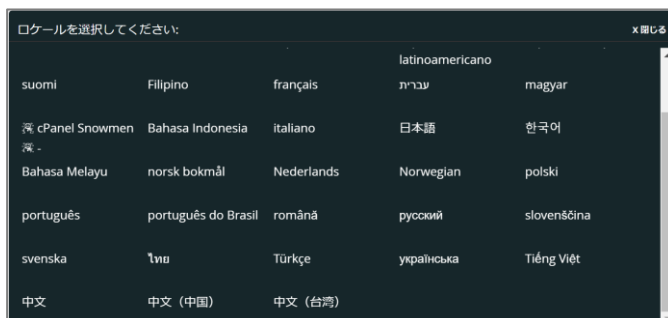 ロケールを選択してください:
X 閉じる
latinoamericano
suomi Filipino français עברית magyar
cPanel Snowmen Bahasa Indonesia italiano 日本語 한국어
-
Bahasa Melayu norsk bokmål Nederlands Norwegian polski
português português do Brasil română русский slovenščina
svenska ไทย Türkçe українська Tiếng Việt
中文 中文（中国） 中文（台湾）